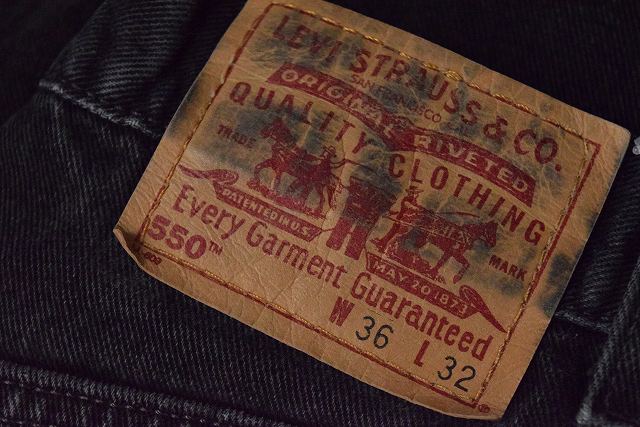 LEVI STRAUSS & CO.
SAN FRANCISCO CAL.
ORIGINAL RIVETED
QUALITY CLOTHING
TRADE MARK
PATENTED IN U.S. MAY 20 1873
Every Garment Guaranteed
550™
W 36 L 32